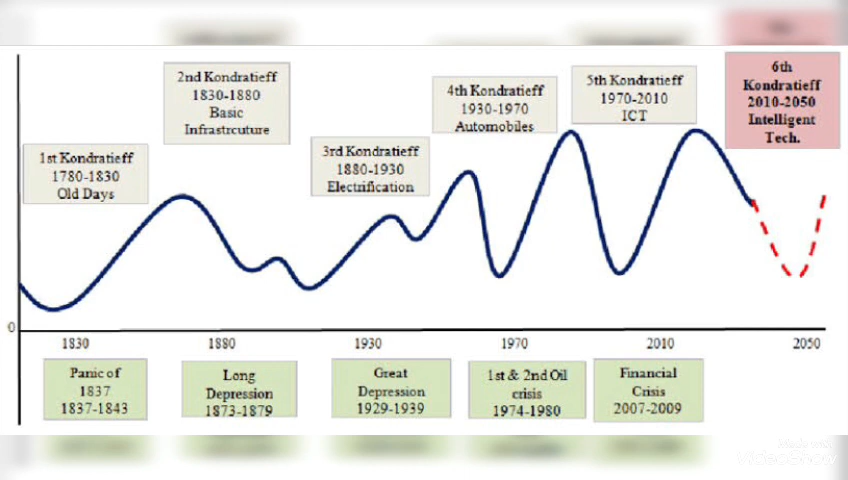 1st Kondratieff
1780-1830
Old Days
2nd Kondratieff
1830-1880
Basic
Infrastrcuture
3rd Kondratieff
1880-1930
Electrification
4th Kondratieff
1930-1970
Automobiles
5th Kondratieff
1970-2010
ICT
6th
Kondratieff
2010-2050
Intelligent
Tech.
0
1830 1880 1930 1970 2010 2050
Panic of
1837
1837-1843
Long
Depression
1873-1879
Great
Depression
1929-1939
1st & 2nd Oil
crisis
1974-1980
Financial
Crisis
2007-2009
Made with
VideoShow